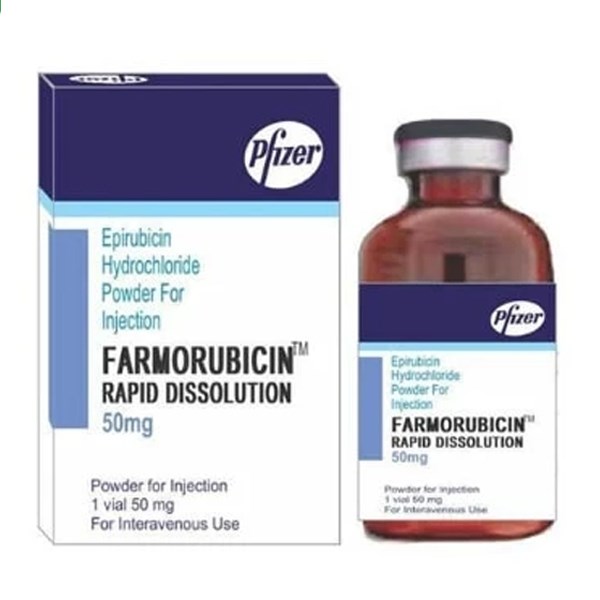 Pfizer
Epirubicin
Hydrochloride
Powder For
Injection
FARMORUBICIN™
RAPID DISSOLUTION
50mg
Powder for Injection
1 vial 50 mg
For Interavenous Use
Pfizer
Epirubicin
Hydrochloride
Powder For
Injection
FARMORUBICIN™
RAPID DISSOLUTION
50mg
Powder for Injection
1 vial 50 mg
For Interavenous Use